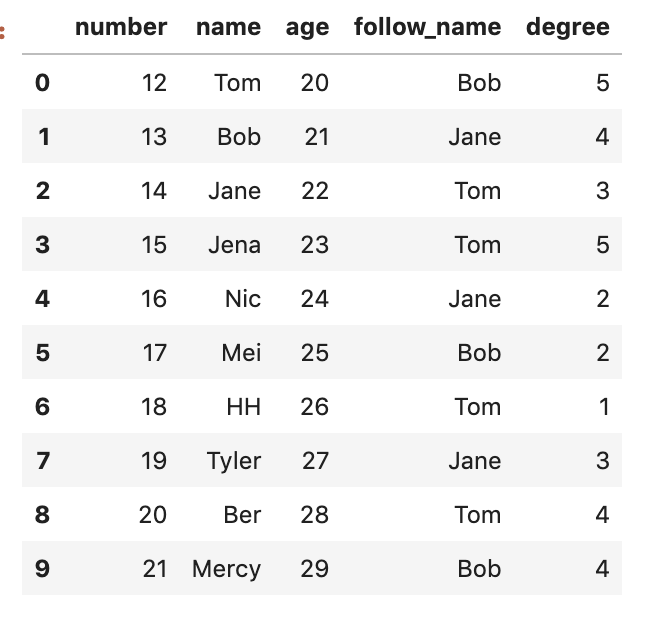 number name age follow_name degree
0 12 Tom 20 Bob 5
1 13 Bob 21 Jane 4
2 14 Jane 22 Tom 3
3 15 Jena 23 Tom 5
4 16 Nic 24 Jane 2
5 17 Mei 25 Bob 2
6 18 HH 26 Tom 1
7 19 Tyler 27 Jane 3
8 20 Ber 28 Tom 4
9 21 Mercy 29 Bob 4